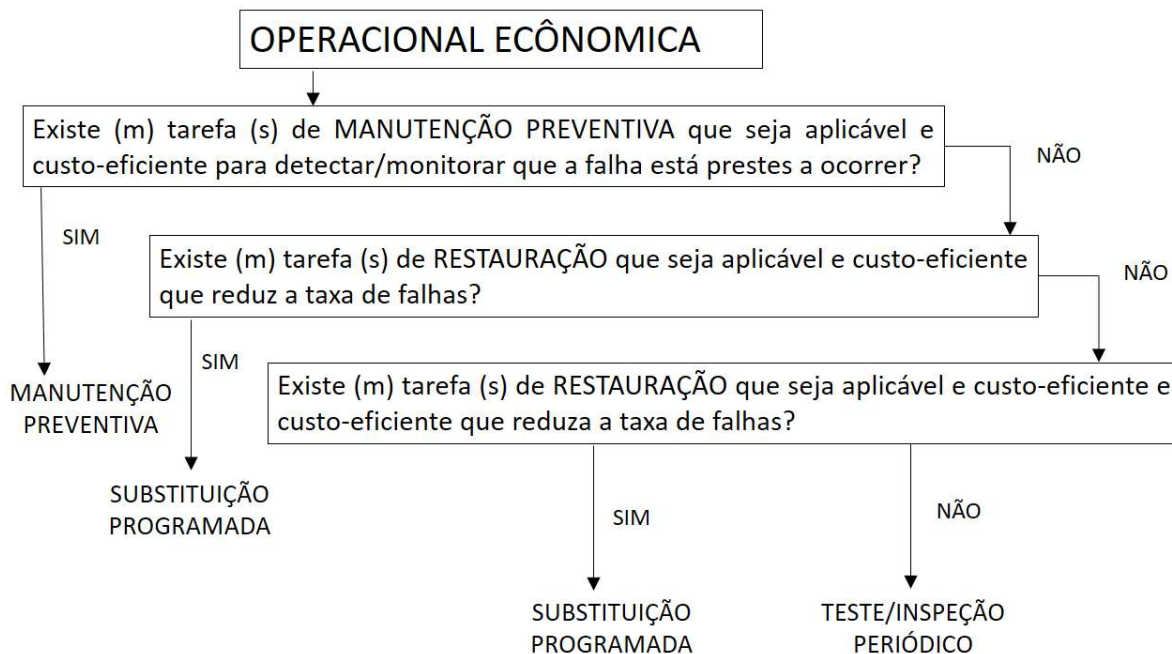 OPERACIONAL ECÔNOMICA
Existe (m) tarefa (s) de MANUTENÇÃO PREVENTIVA que seja aplicável e
custo-eficiente para detectar/monitorar que a falha está prestes a ocorrer?
NÃO
SIM
Existe (m) tarefa (s) de RESTAURAÇÃO que seja aplicável e custo-eficiente
que reduz a taxa de falhas?
NÃO
SIM
MANUTENÇÃO
PREVENTIVA
Existe (m) tarefa (s) de RESTAURAÇÃO que seja aplicável e custo-eficiente e
custo-eficiente que reduza a taxa de falhas?
SUBSTITUIÇÃO
PROGRAMADA
SIM
NÃO
SUBSTITUIÇÃO
PROGRAMADA
TESTE/INSPEÇÃO
PERIÓDICO